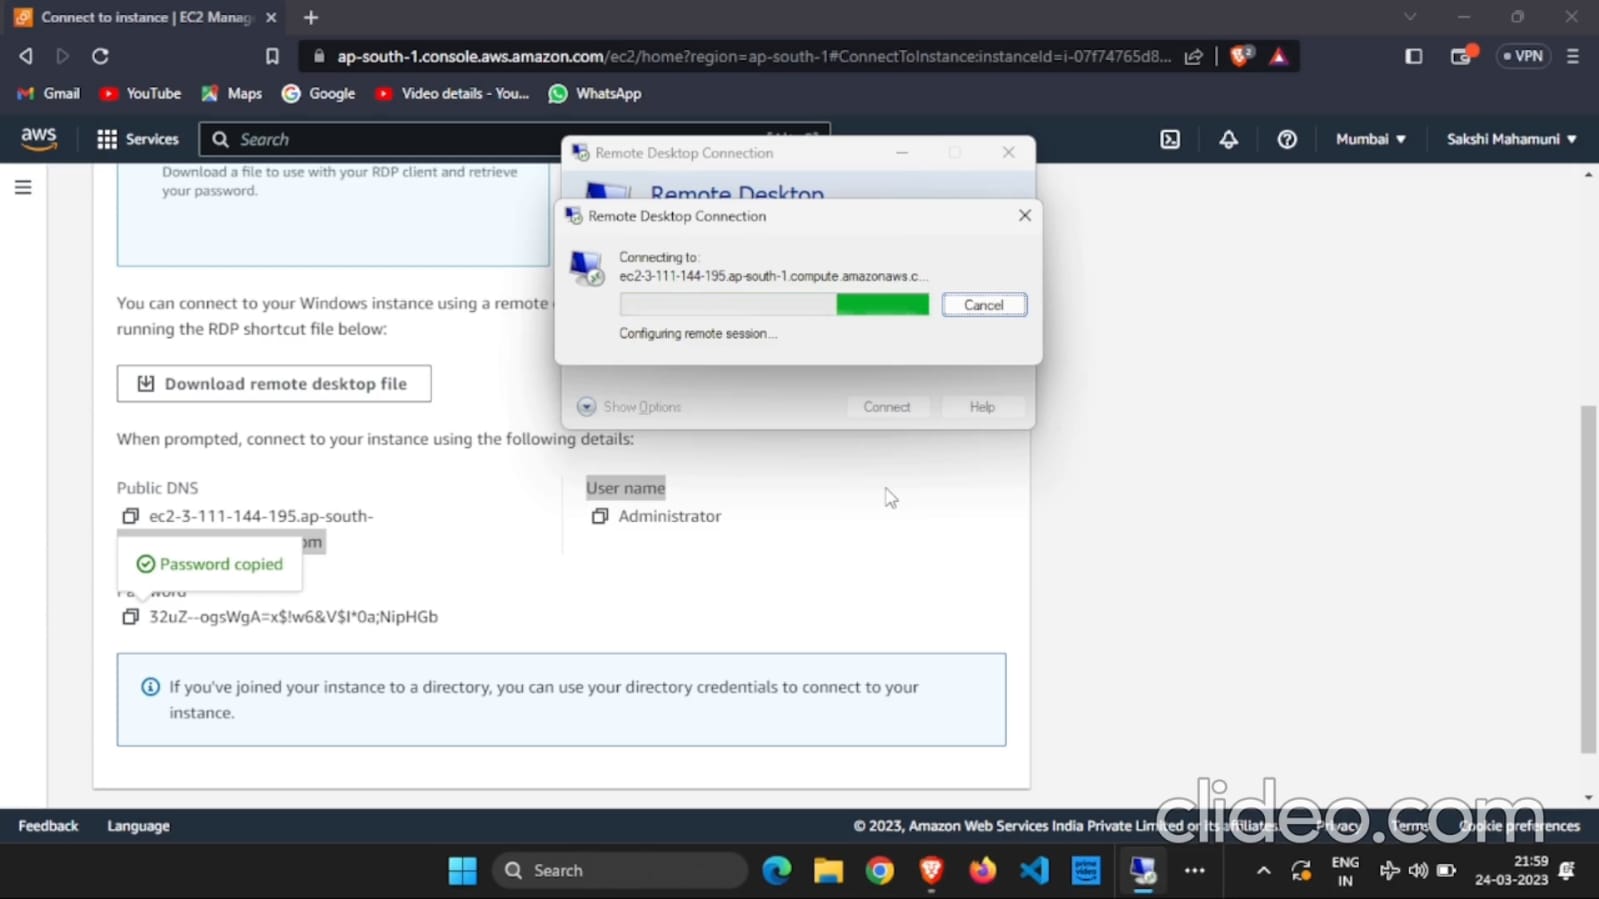 Connect to instance | EC2 Manag
ap-south-1.console.aws.amazon.com/ec2/home?region=ap-south-1#ConnectToInstance:instanceId=i-07f74765d8...
2
VPN
Gmail
YouTube
Maps
Google
Video details - You...
WhatsApp
aws
Services
Search
Mumbai
Sakshi Mahamuni
Download a file to use with your RDP client and retrieve
your password.
Remote Desktop Connection
Remote Desktop
Remote Desktop Connection
Connecting to:
ec2-3-111-144-195.ap-south-1.compute.amazonaws.c...
Cancel
Configuring remote session...
Show Options
Connect
Help
You can connect to your Windows instance using a remote
running the RDP shortcut file below:
Download remote desktop file
When prompted, connect to your instance using the following details:
Public DNS
ec2-3-111-144-195.ap-south-
om
User name
Administrator
Password copied
Password
32uZ--ogsWgA=x$!w6&V$I*0a;NipHGb
If you've joined your instance to a directory, you can use your directory credentials to connect to your
instance.
clideo.com
Feedback
Language
© 2023, Amazon Web Services India Private Limited or its affiliates.
Privacy
Terms
Cookie preferences
Search
prime video
ENG
IN
21:59
24-03-2023